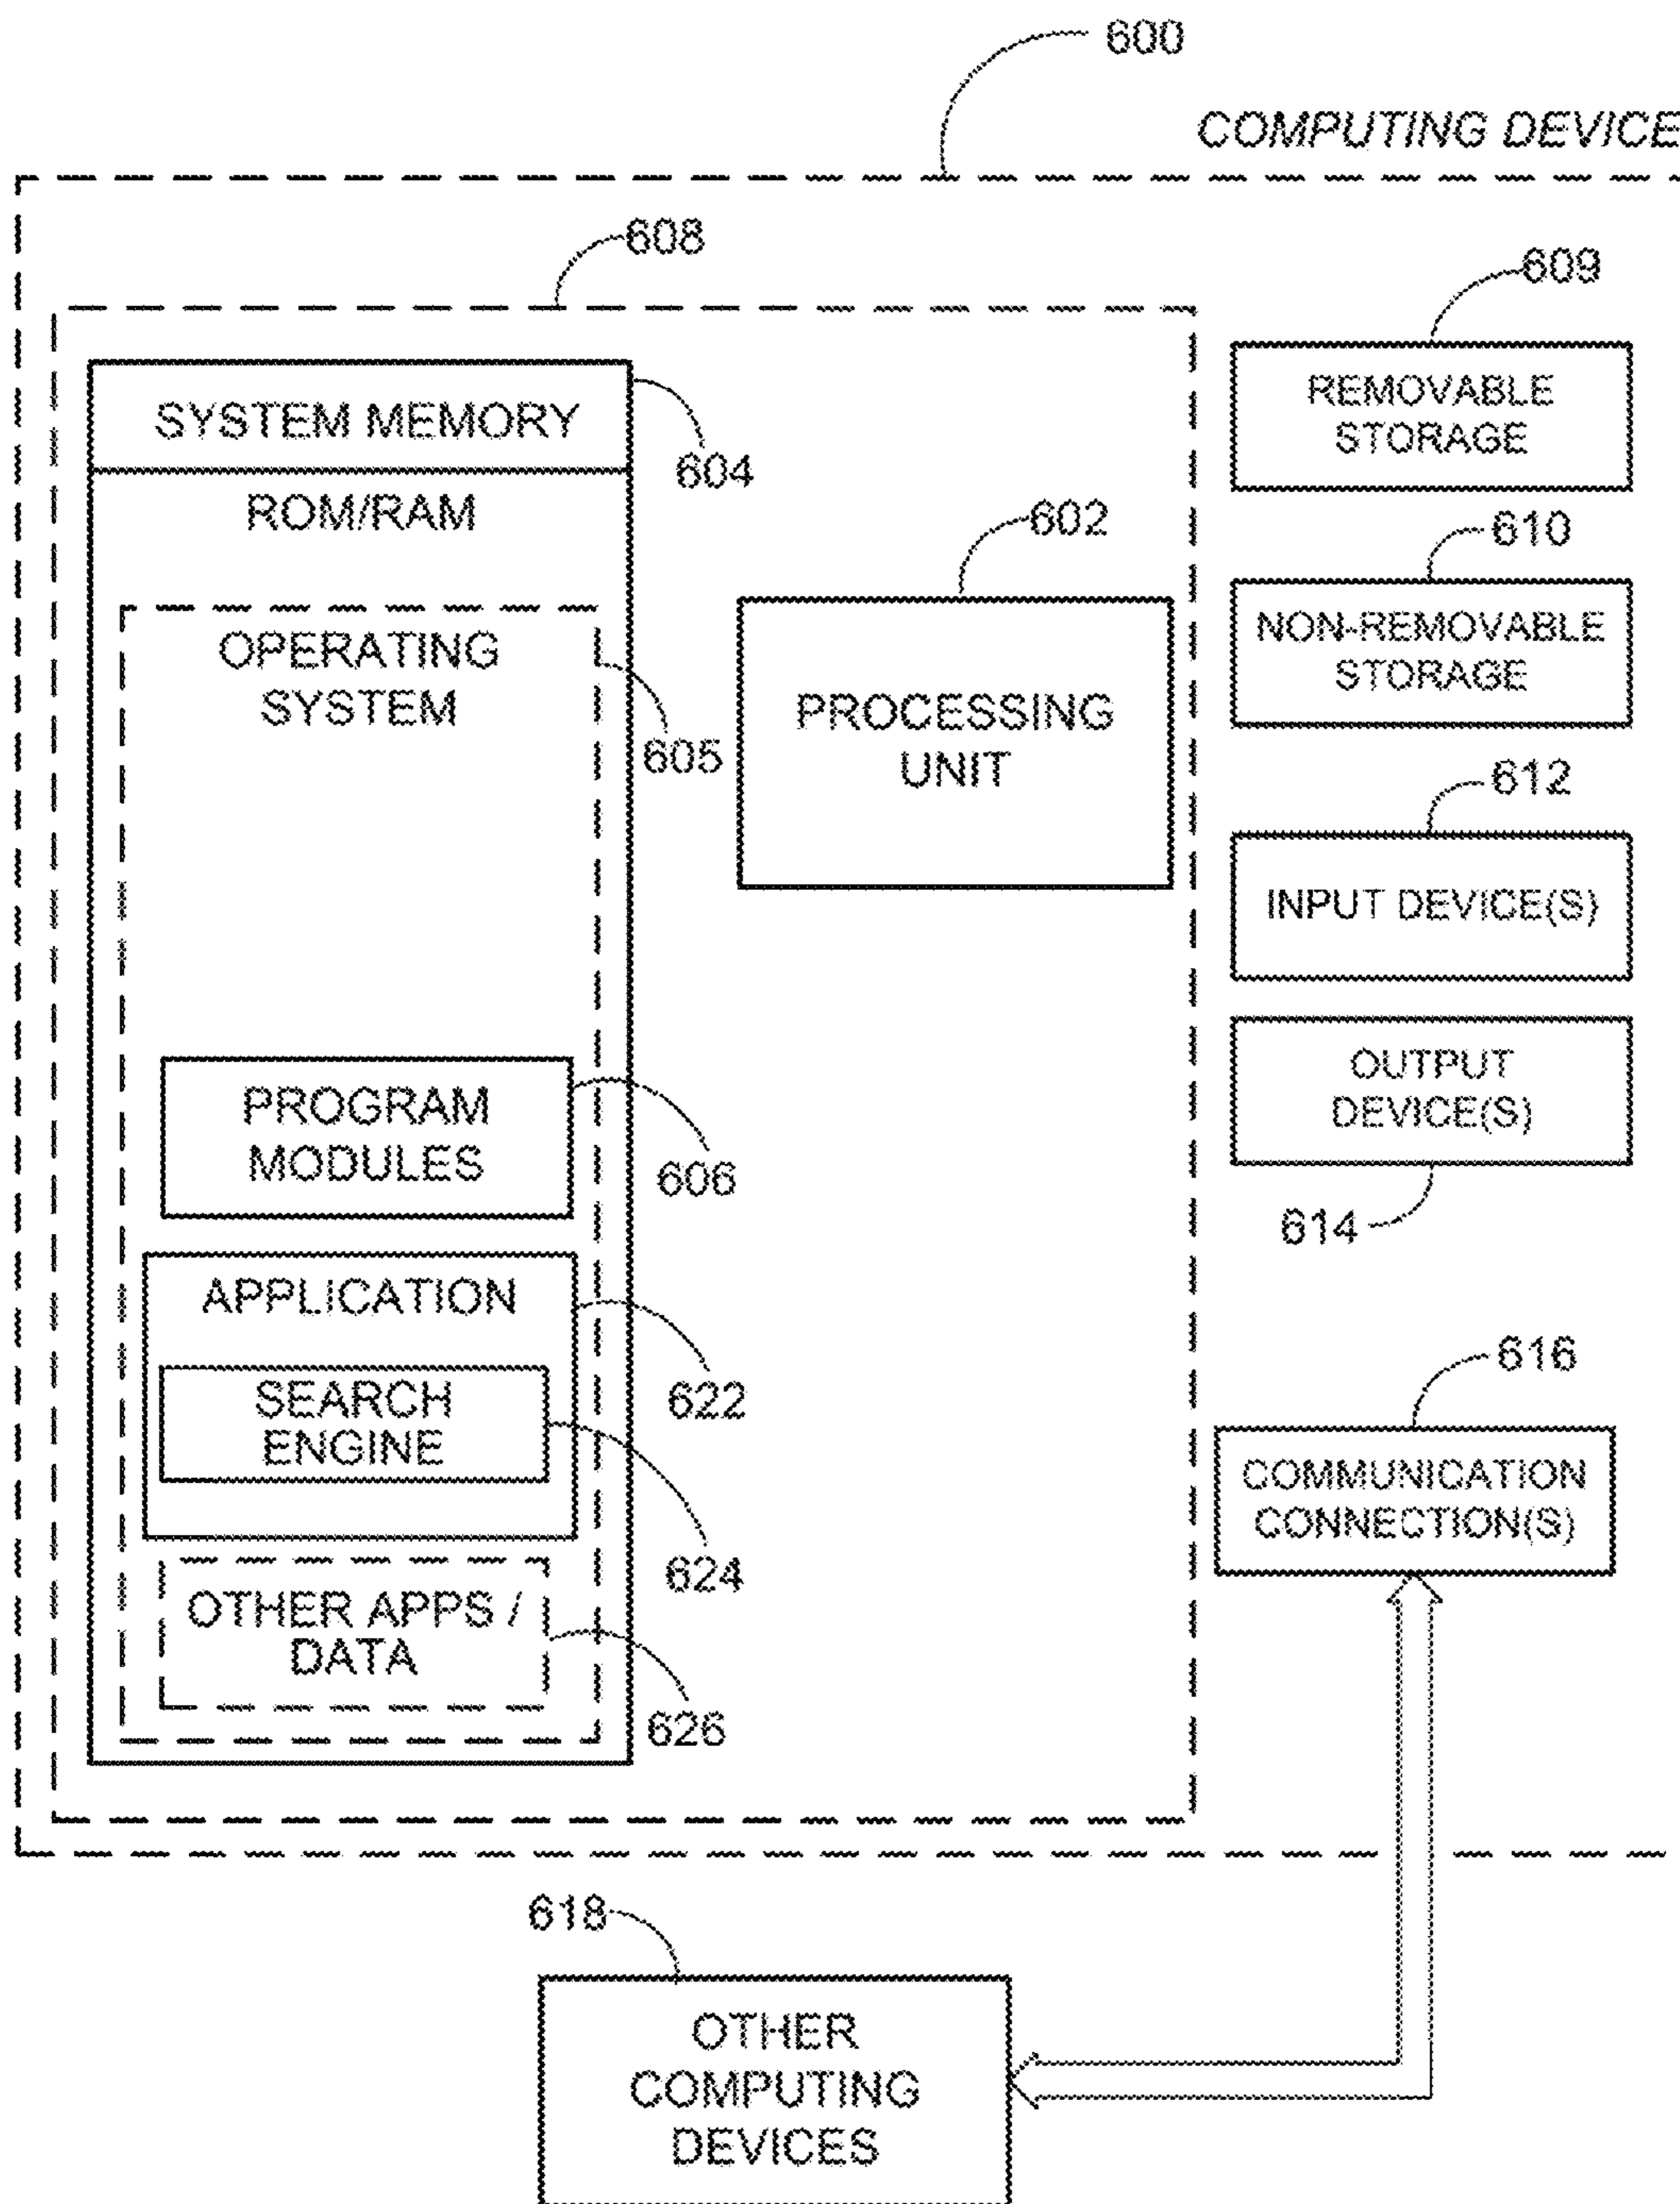 600
COMPUTING DEVICE
608
609
SYSTEM MEMORY
604
ROM/RAM
REMOVABLE
STORAGE
602
610
OPERATING
SYSTEM
605
PROCESSING
UNIT
NON-REMOVABLE
STORAGE
612
INPUT DEVICE(S)
PROGRAM
MODULES
606
OUTPUT
DEVICE(S)
614
APPLICATION
622
SEARCH
ENGINE
624
616
COMMUNICATION
CONNECTION(S)
OTHER APPS /
DATA
626
618
OTHER
COMPUTING
DEVICES